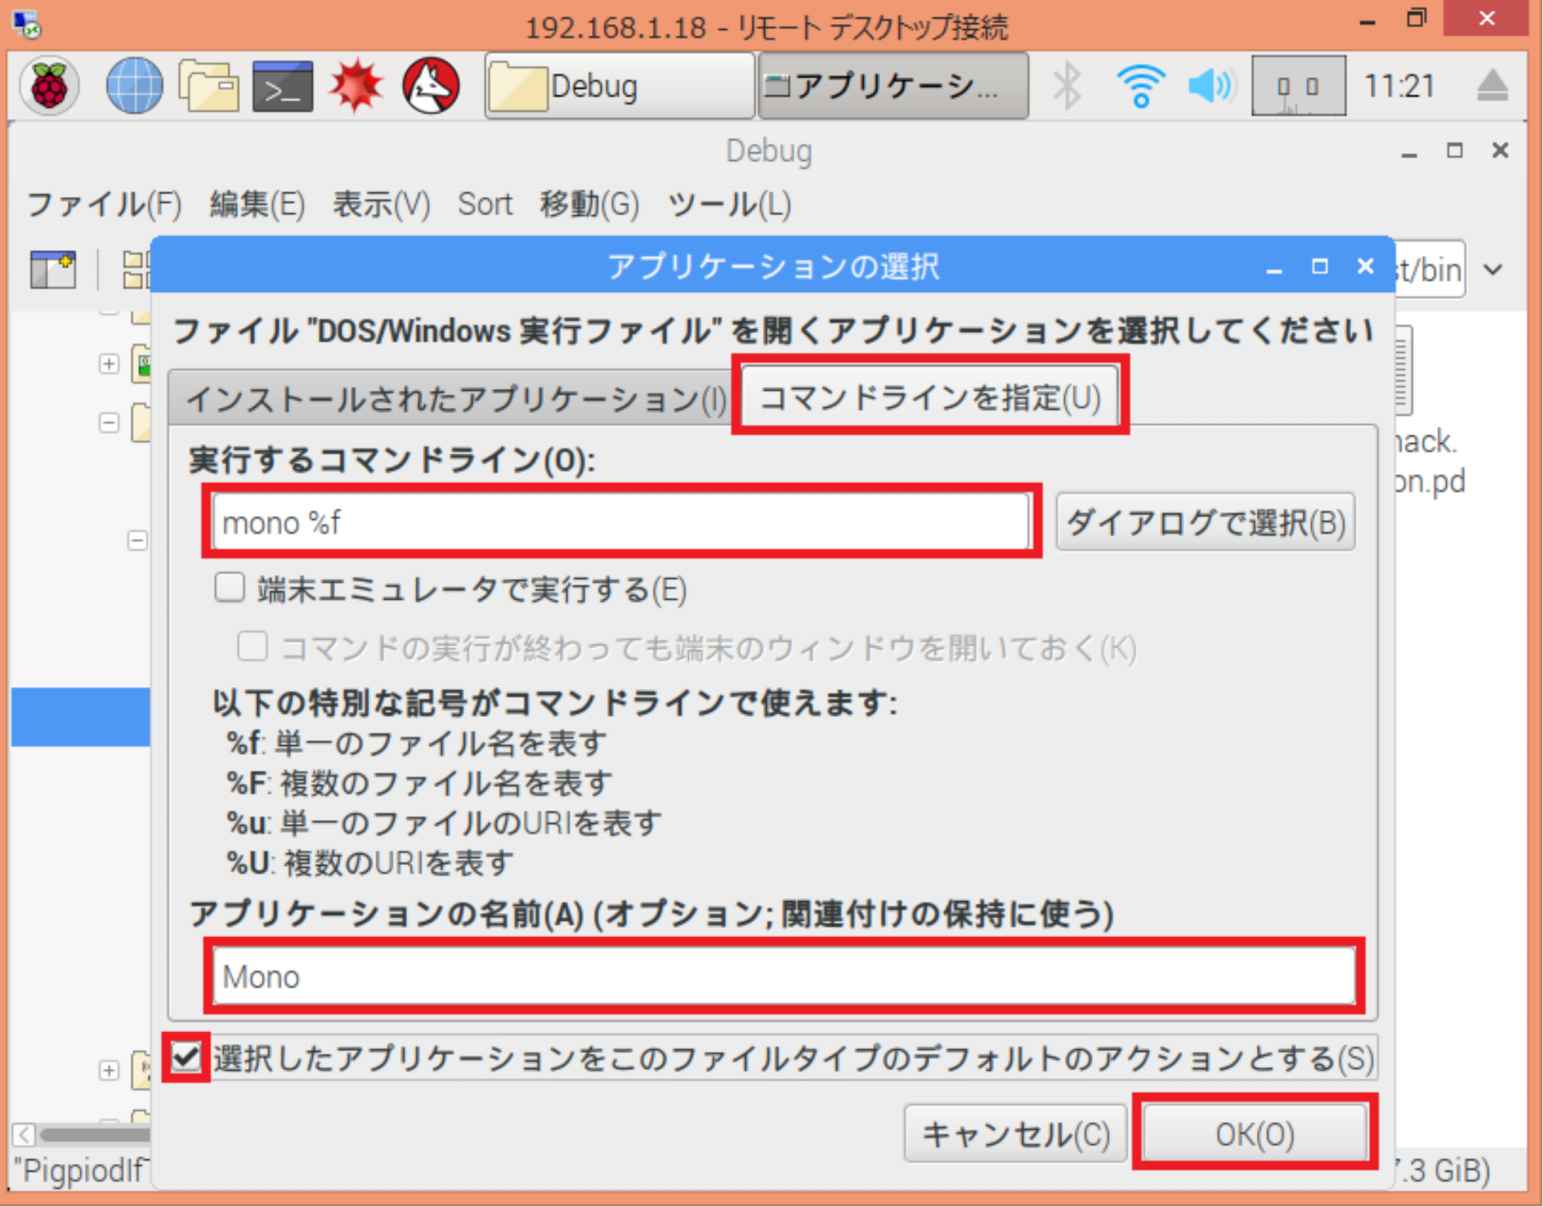 192.168.1.18 - リモート デスクトップ接続
>_
Debug
アプリケーシ...
11:21
Debug
ファイル(F) 編集(E) 表示(V) Sort 移動(G) ツール(L)
アプリケーションの選択
t/bin
ファイル "DOS/Windows 実行ファイル" を開くアプリケーションを選択してください
インストールされたアプリケーション(I)
コマンドラインを指定(U)
実行するコマンドライン(O):
mono %f
ダイアログで選択(B)
端末エミュレータで実行する(E)
コマンドの実行が終わっても端末のウィンドウを開いておく(K)
以下の特別な記号がコマンドラインで使えます:
%f: 単一のファイル名を表す
%F: 複数のファイル名を表す
%u: 単一のファイルのURIを表す
%U: 複数のURIを表す
アプリケーションの名前(A) (オプション; 関連付けの保持に使う)
Mono
選択したアプリケーションをこのファイルタイプのデフォルトのアクションとする(S)
キャンセル(C)
OK(O)
ack.
on.pd
"PigpiodIf
.3 GiB)